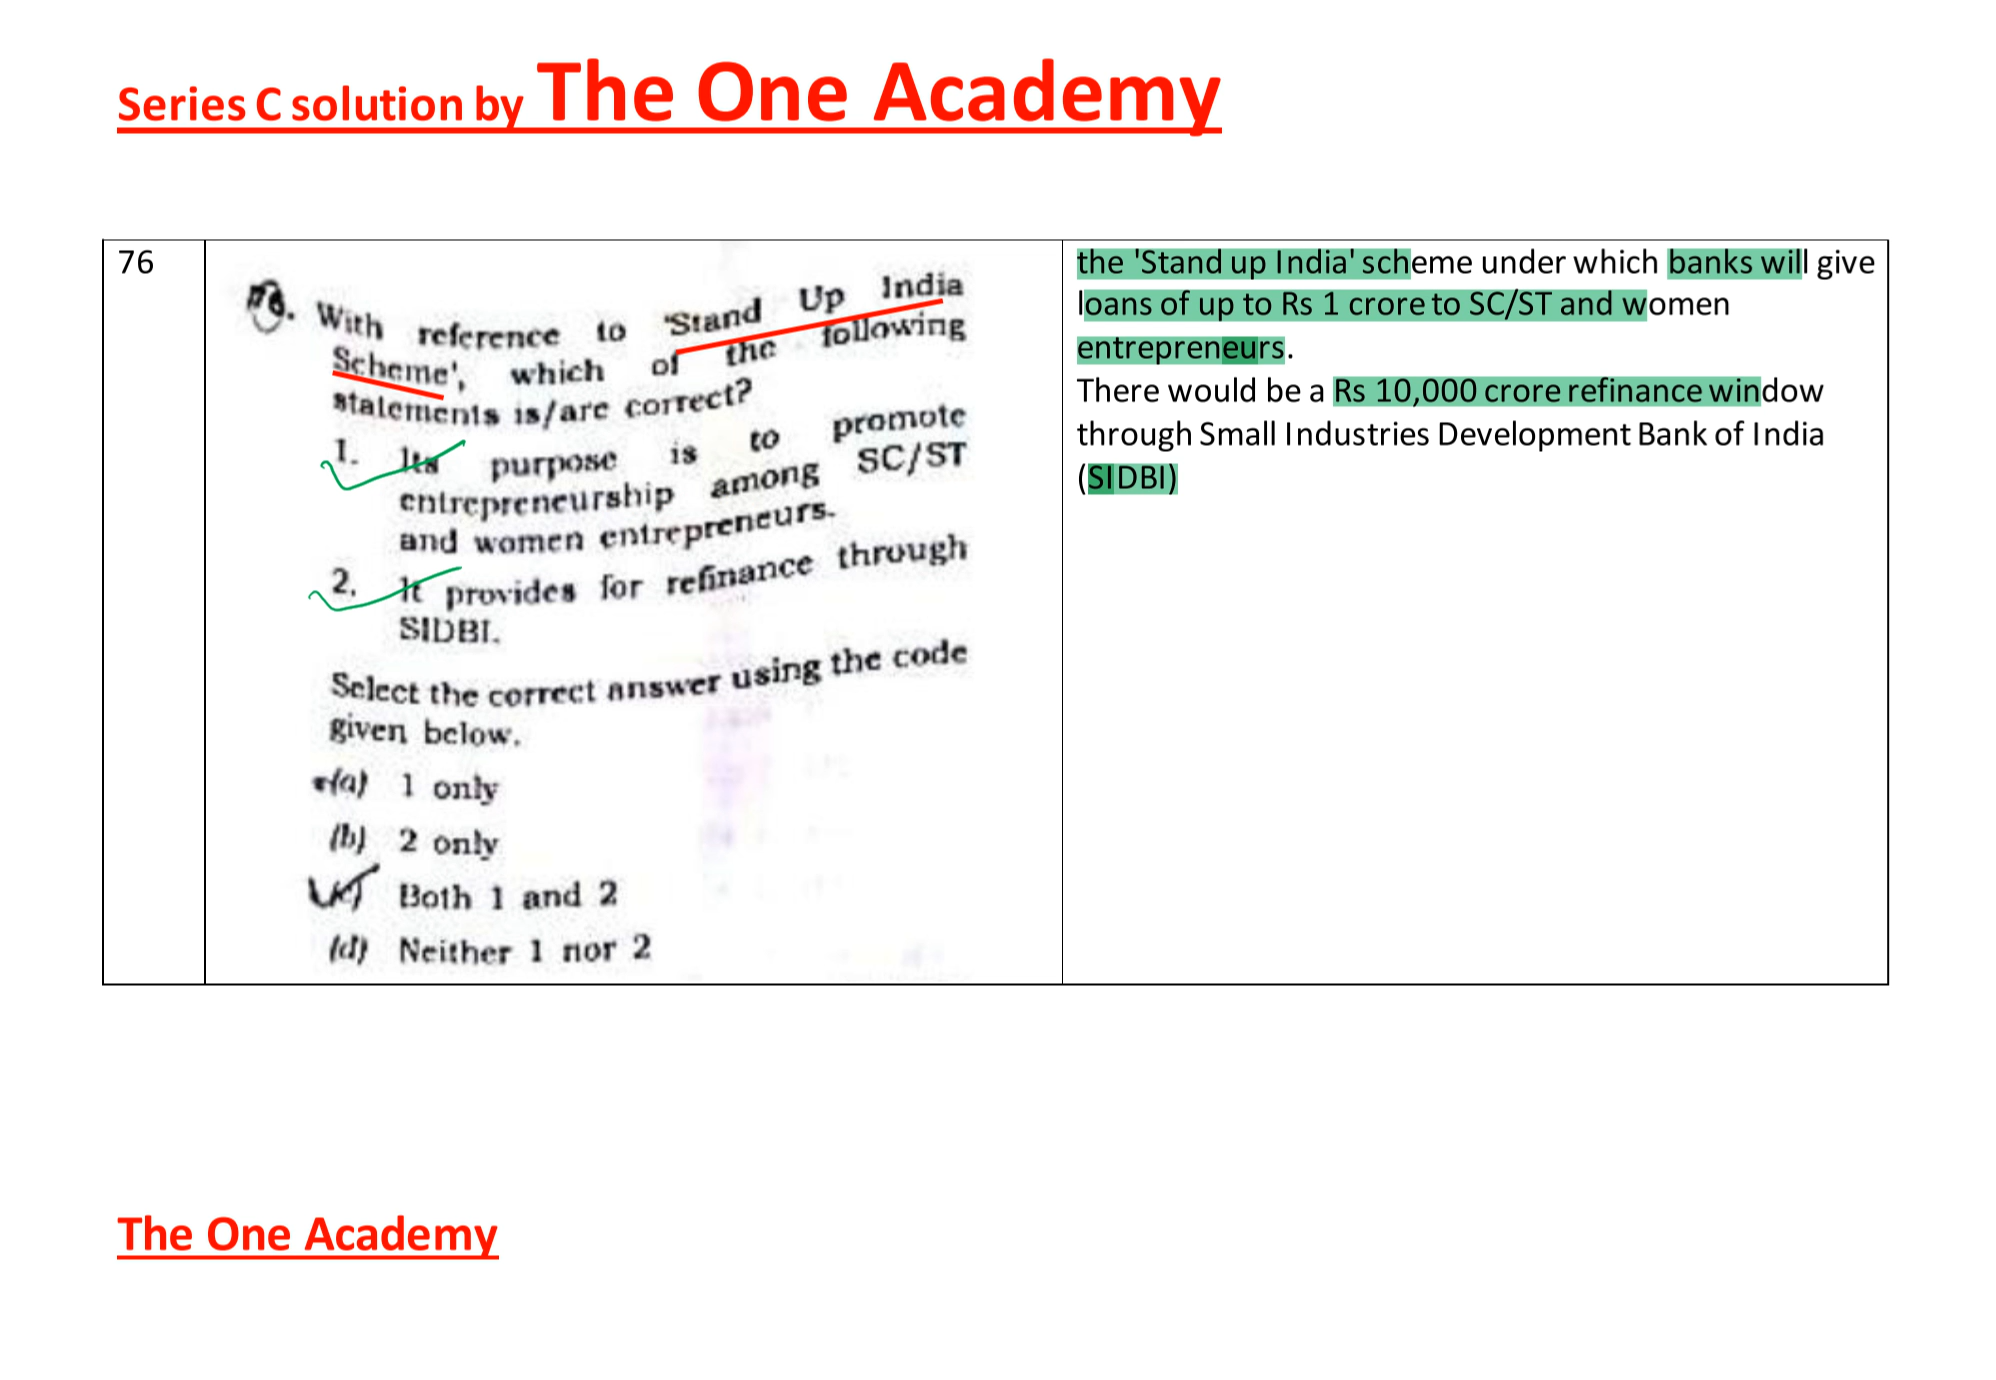 Series C solution by The One Academy
76
76. With reference to 'Stand Up India
Scheme', which of the following
statements is/are correct?
1. Its purpose is to promote
entrepreneurship among SC/ST
and women entrepreneurs.
2. It provides for refinance through
SIDBI.
Select the correct answer using the code
given below.
(a) 1 only
(b) 2 only
(c) Both 1 and 2
(d) Neither 1 nor 2
the 'Stand up India' scheme under which banks will give
loans of up to Rs 1 crore to SC/ST and women
entrepreneurs.
There would be a Rs 10,000 crore refinance window
through Small Industries Development Bank of India
(SIDBI)
The One Academy